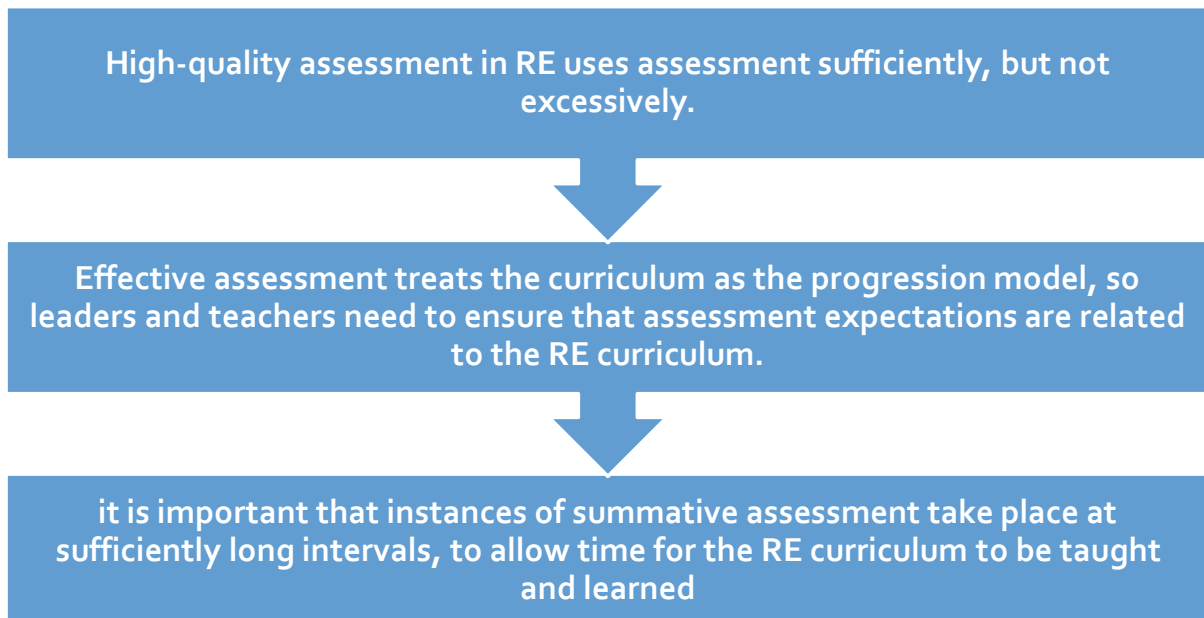 High-quality assessment in RE uses assessment sufficiently, but not
excessively.
Effective assessment treats the curriculum as the progression model, so
leaders and teachers need to ensure that assessment expectations are related
to the RE curriculum.
it is important that instances of summative assessment take place at
sufficiently long intervals, to allow time for the RE curriculum to be taught
and learned